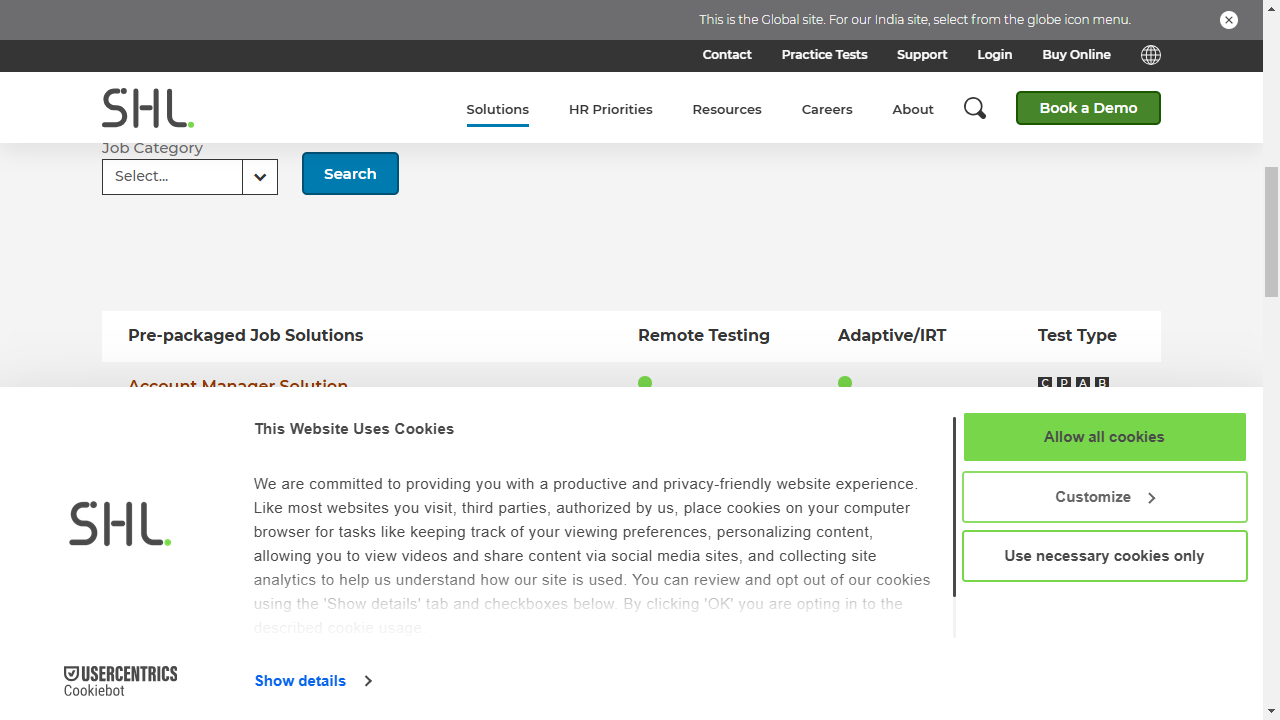 This is the Global site. For our India site, select from the globe icon menu.
Contact Practice Tests Support Login Buy Online
SHL.
Solutions HR Priorities Resources Careers About Book a Demo
Job Category
Select...
Search
Pre-packaged Job Solutions Remote Testing Adaptive/IRT Test Type
Account Manager Solution C P A B
This Website Uses Cookies
We are committed to providing you with a productive and privacy-friendly website experience.
Like most websites you visit, third parties, authorized by us, place cookies on your computer
browser for tasks like keeping track of your viewing preferences, personalizing content,
allowing you to view videos and share content via social media sites, and collecting site
analytics to help us understand how our site is used. You can review and opt out of our cookies
using the 'Show details' tab and checkboxes below. By clicking 'OK' you are opting in to the
described cookie usage
Show details
Allow all cookies
Customize
Use necessary cookies only
SHL.
USERCENTRICS
Cookiebot